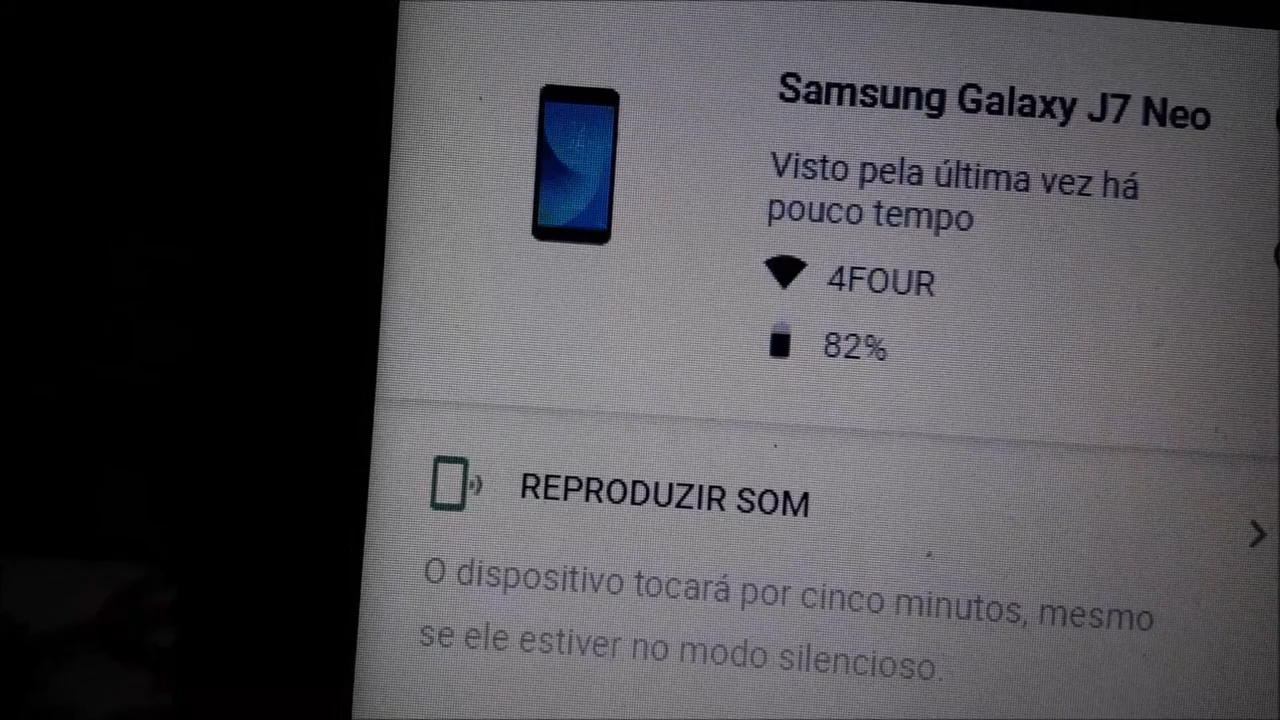 Samsung Galaxy J7 Neo
Visto pela última vez há
pouco tempo
4FOUR
82%
REPRODUZIR SOM
O dispositivo tocará por cinco minutos, mesmo
se ele estiver no modo silencioso.